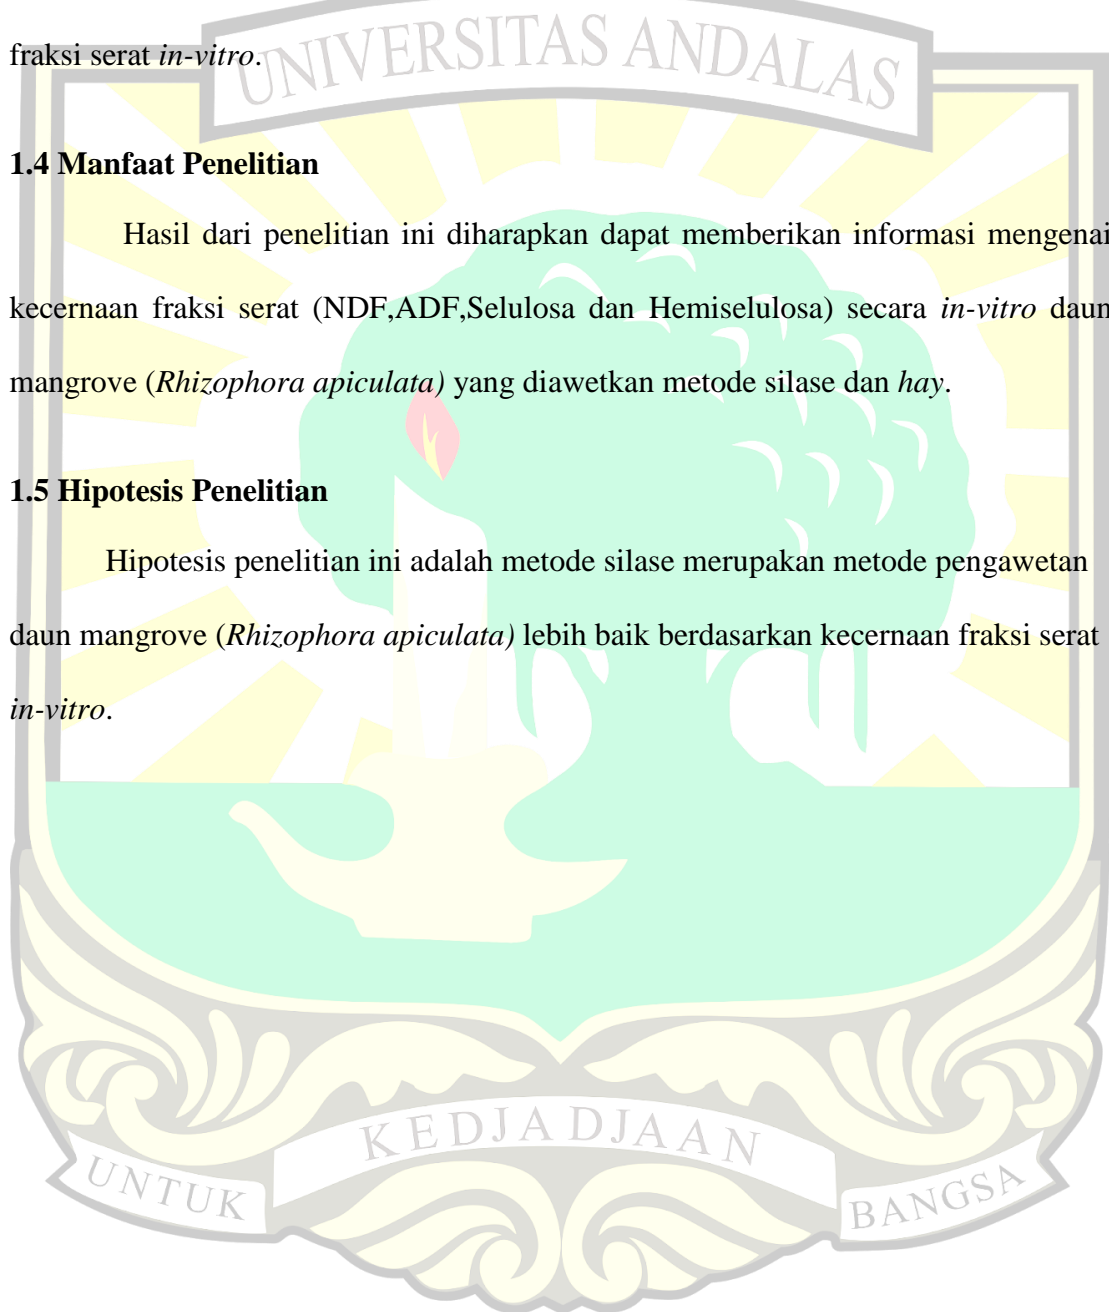 fraksi serat in-vitro.
UNIVERSITAS ANDALAS
1.4 Manfaat Penelitian
Hasil dari penelitian ini diharapkan dapat memberikan informasi mengenai
kecernaan fraksi serat (NDF,ADF,Selulosa dan Hemiselulosa) secara in-vitro daun
mangrove (Rhizophora apiculata) yang diawetkan metode silase dan hay.
1.5 Hipotesis Penelitian
Hipotesis penelitian ini adalah metode silase merupakan metode pengawetan
daun mangrove (Rhizophora apiculata) lebih baik berdasarkan kecernaan fraksi serat
in-vitro.
UNTUK KEDJADJAAN BANGSA